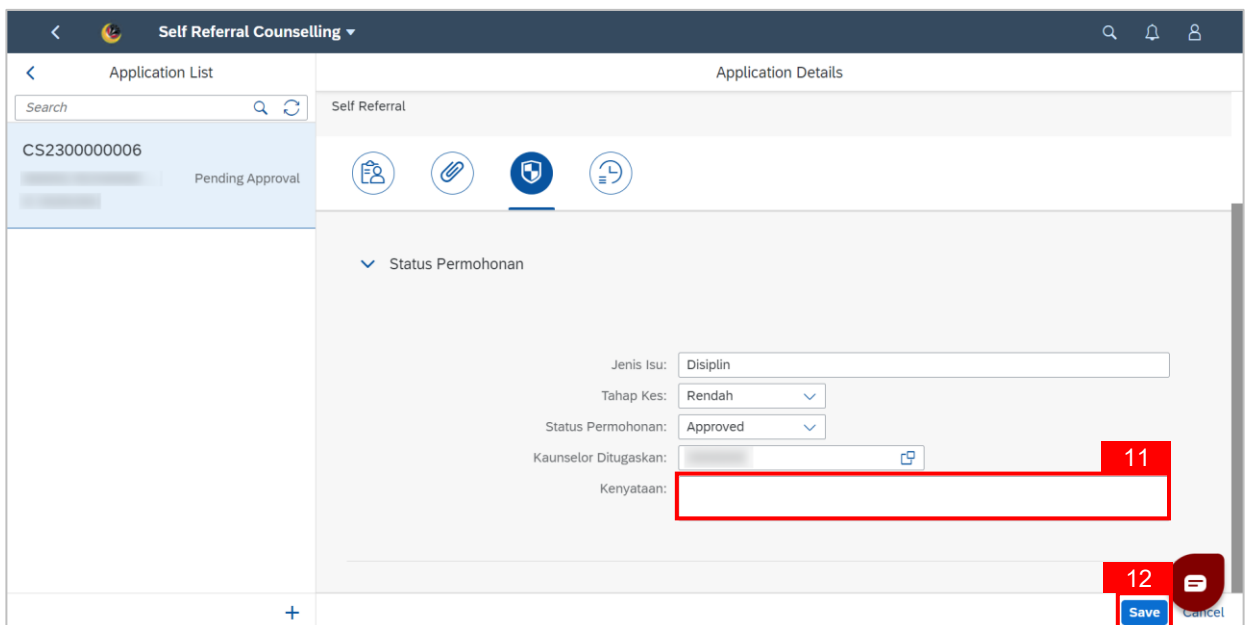 Self Referral Counselling
Application List
Application Details
Search
Self Referral
CS2300000006
Pending Approval
Status Permohonan
Jenis Isu: Disiplin
Tahap Kes: Rendah
Status Permohonan: Approved
Kaunselor Ditugaskan:
11
Kenyataan:
12
Save Cancel